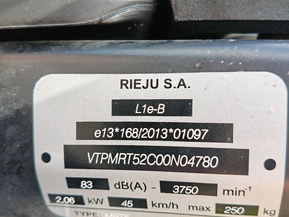 RIEJU S.A.
L1e-B
e13*168/2013*01097
VTPMRT52C00N04780
83 dB(A) - 3750 min⁻¹
2.06 kW 45 km/h max 250 kg
TYPE